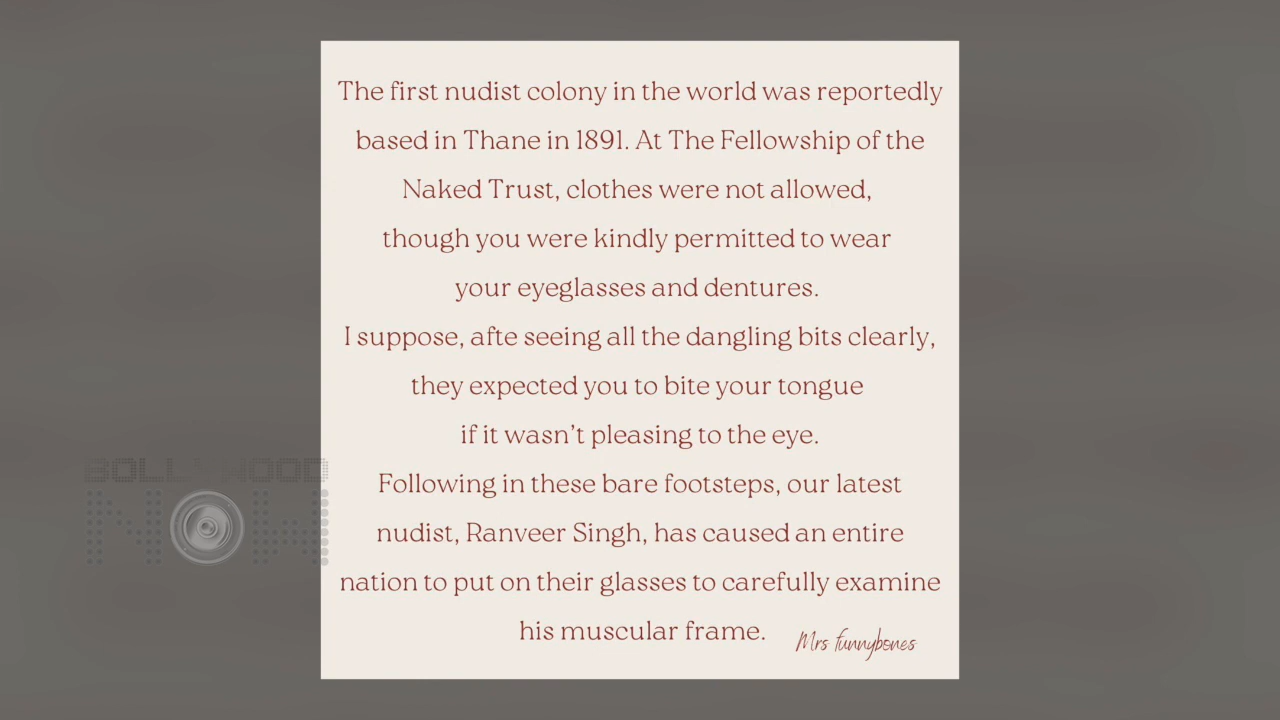 The first nudist colony in the world was reportedly
based in Thane in 1891. At The Fellowship of the
Naked Trust, clothes were not allowed,
though you were kindly permitted to wear
your eyeglasses and dentures.
I suppose, afte seeing all the dangling bits clearly,
they expected you to bite your tongue
if it wasn't pleasing to the eye.
Following in these bare footsteps, our latest
nudist, Ranveer Singh, has caused an entire
nation to put on their glasses to carefully examine
his muscular frame.
Mrs Funnybones
BOLLYWOOD
NOW